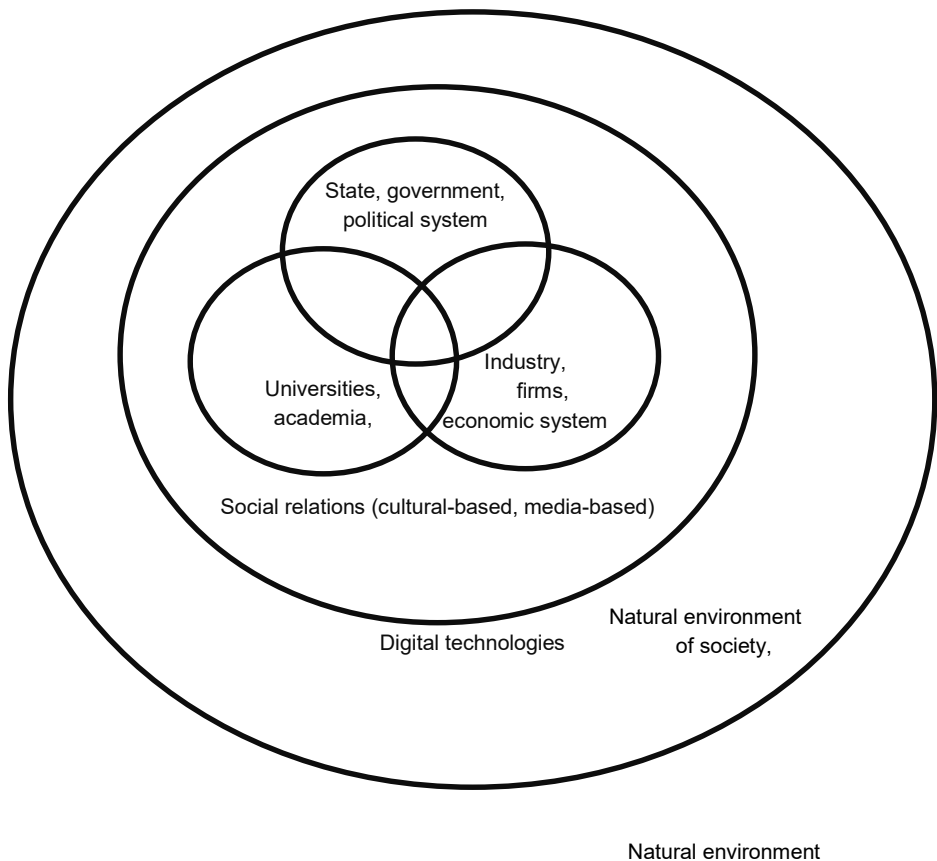 State, government,
political system
Industry,
firms,
economic system
Universities,
academia,
Social relations (cultural-based, media-based)
Natural environment
of society,
Digital technologies
Natural environment